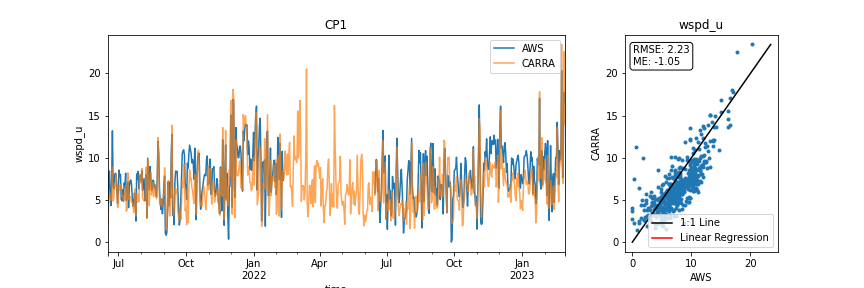 CP1
wspd_u
20
15
10
5
0
Jul
Oct
Jan
2022
Apr
Jul
Oct
Jan
2023
time
AWS
CARRA
wspd_u
CARRA
20
15
10
5
0
RMSE: 2.23
ME: -1.05
1:1 Line
Linear Regression
0
10
20
AWS